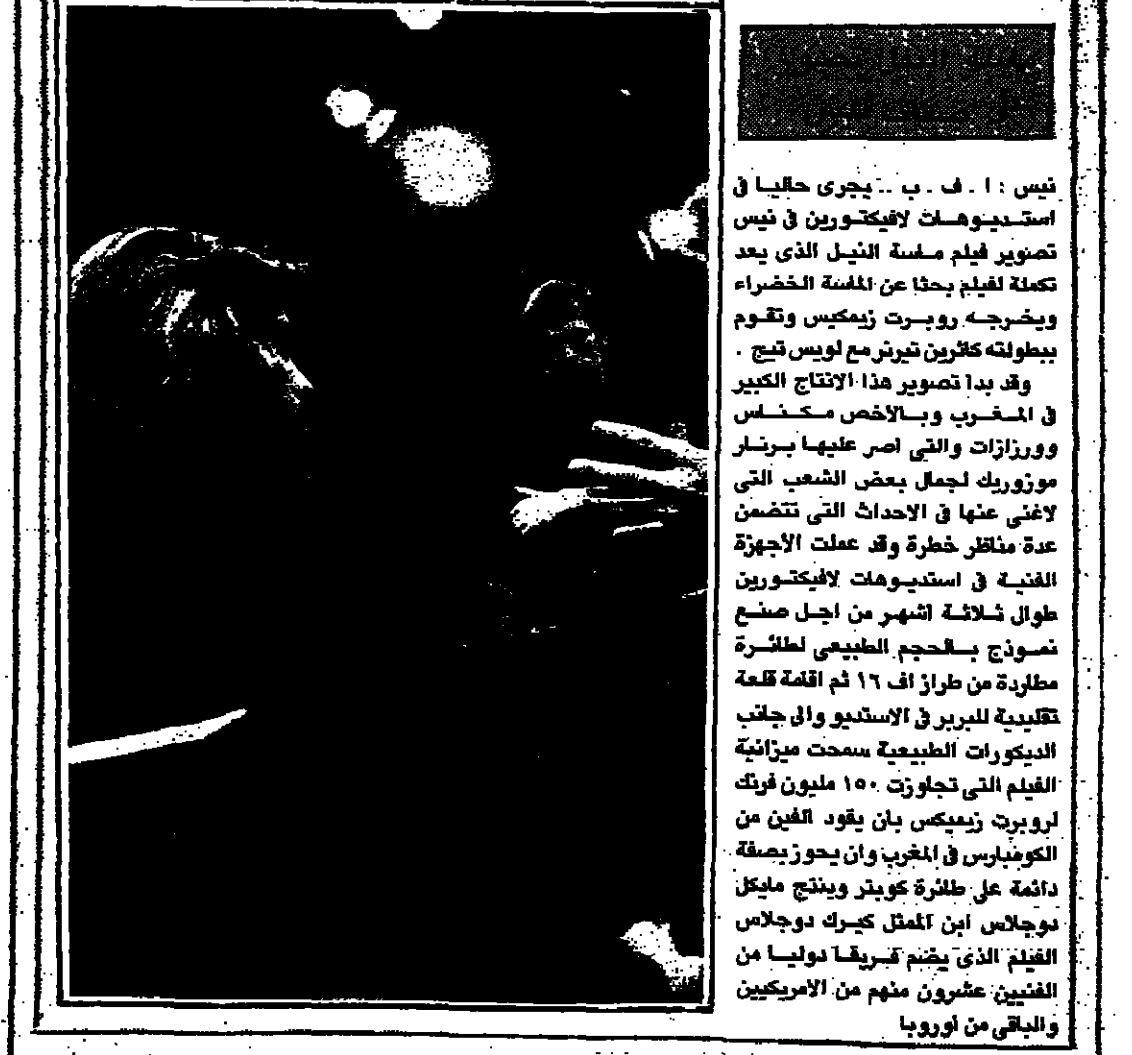 نيس : ا . ف . ب .. يجرى حاليا فى
استديوهات لافيكتورين فى نيس
تصوير فيلم ماسة النيل الذى يعد
تكملة لفيلم بحثا عن الماسة الخضراء
ويخرجه روبرت زيمكيس وتقوم
ببطولته كاثرين تيرنر مع لويس تيج .
وقد بدا تصوير هذا الانتاج الكبير
فى المغرب وبالأخص مكناس
وورزازات والتى اصر عليها برنار
موزوريك لجمال بعض الشعب التى
لاغنى عنها فى الاحداث التى تتضمن
عدة مناظر خطرة وقد عملت الأجهزة
الفنية فى استديوهات لافيكتورين
طوال ثلاثة اشهر من اجل صنع
نموذج بالحجم الطبيعى لطائرة
مطاردة من طراز اف ١٦ ثم اقامة قلعة
تقليدية للبربر فى الاستديو والى جانب
الديكورات الطبيعية سمحت ميزانية
الفيلم التى تجاوزت ١٥٠ مليون فرنك
لروبرت زيميكس بان يقود الفين من
الكومبارس فى المغرب وان يحوز بصفة
دائمة على طائرة كوبتر وينتج مايكل
دوجلاس ابن الممثل كيرك دوجلاس
الفيلم الذى يضم فريقا دوليا من
الفنيين عشرون منهم من الامريكيين
والباقى من اوروبا